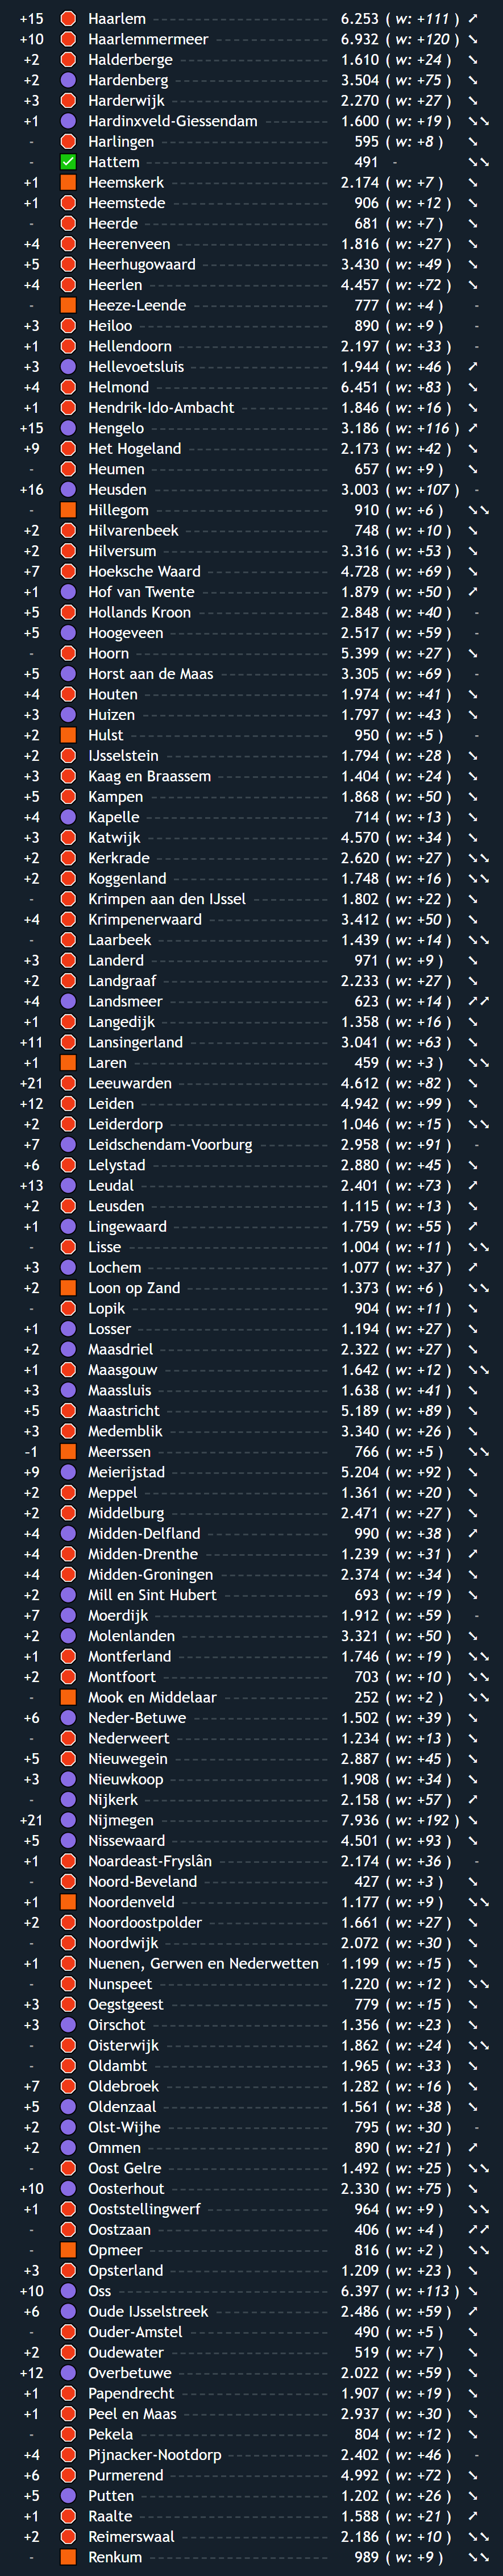 +15 Haarlem 6.253 ( w: +111 ) ➚
+10 Haarlemmermeer 6.932 ( w: +120 ) ➘
+2 Halderberge 1.610 ( w: +24 ) ➘
+2 Hardenberg 3.504 ( w: +75 ) ➘
+3 Harderwijk 2.270 ( w: +27 ) ➘
+1 Hardinxveld-Giessendam 1.600 ( w: +19 ) ➘➘
- Harlingen 595 ( w: +8 ) ➘
- Hattem 491 - ➘➘
+1 Heemskerk 2.174 ( w: +7 ) ➘
+1 Heemstede 906 ( w: +12 ) ➘
- Heerde 681 ( w: +7 ) ➘
+4 Heerenveen 1.816 ( w: +27 ) ➘
+5 Heerhugowaard 3.430 ( w: +49 ) ➘
+4 Heerlen 4.457 ( w: +72 ) ➘
- Heeze-Leende 777 ( w: +4 ) -
+3 Heiloo 890 ( w: +9 ) -
+1 Hellendoorn 2.197 ( w: +33 ) -
+3 Hellevoetsluis 1.944 ( w: +46 ) ➚
+4 Helmond 6.451 ( w: +83 ) ➘
+1 Hendrik-Ido-Ambacht 1.846 ( w: +16 ) ➘
+15 Hengelo 3.186 ( w: +116 ) ➚
+9 Het Hogeland 2.173 ( w: +42 ) ➘
- Heumen 657 ( w: +9 ) ➘
+16 Heusden 3.003 ( w: +107 ) -
- Hillegom 910 ( w: +6 ) ➘➘
+2 Hilvarenbeek 748 ( w: +10 ) ➘
+2 Hilversum 3.316 ( w: +53 ) ➘
+7 Hoeksche Waard 4.728 ( w: +69 ) ➘
+1 Hof van Twente 1.879 ( w: +50 ) ➚
+5 Hollands Kroon 2.848 ( w: +40 ) -
+5 Hoogeveen 2.517 ( w: +59 ) -
- Hoorn 5.399 ( w: +27 ) ➘
+5 Horst aan de Maas 3.305 ( w: +69 ) -
+4 Houten 1.974 ( w: +41 ) ➘
+3 Huizen 1.797 ( w: +43 ) ➘
+2 Hulst 950 ( w: +5 ) -
+2 IJsselstein 1.794 ( w: +28 ) ➘
+3 Kaag en Braassem 1.404 ( w: +24 ) ➘
+5 Kampen 1.868 ( w: +50 ) ➘
+4 Kapelle 714 ( w: +13 ) ➘
+3 Katwijk 4.570 ( w: +34 ) ➘
+2 Kerkrade 2.620 ( w: +27 ) ➘➘
+2 Koggenland 1.748 ( w: +16 ) ➘➘
- Krimpen aan den IJssel 1.802 ( w: +22 ) ➘
+4 Krimpenerwaard 3.412 ( w: +50 ) ➘
- Laarbeek 1.439 ( w: +14 ) ➘➘
+3 Landerd 971 ( w: +9 ) ➘
+2 Landgraaf 2.233 ( w: +27 ) ➘
+4 Landsmeer 623 ( w: +14 ) ➚➚
+1 Langedijk 1.358 ( w: +16 ) ➘
+11 Lansingerland 3.041 ( w: +63 ) ➘
+1 Laren 459 ( w: +3 ) ➘➘
+21 Leeuwarden 4.612 ( w: +82 ) ➘
+12 Leiden 4.942 ( w: +99 ) ➘
+2 Leiderdorp 1.046 ( w: +15 ) ➘➘
+7 Leidschendam-Voorburg 2.958 ( w: +91 ) -
+6 Lelystad 2.880 ( w: +45 ) ➘
+13 Leudal 2.401 ( w: +73 ) ➚
+2 Leusden 1.115 ( w: +13 ) ➘
+1 Lingewaard 1.759 ( w: +55 ) ➚
- Lisse 1.004 ( w: +11 ) ➘➘
+3 Lochem 1.077 ( w: +37 ) ➚
+2 Loon op Zand 1.373 ( w: +6 ) ➘➘
- Lopik 904 ( w: +11 ) ➘
+1 Losser 1.194 ( w: +27 ) ➘
+2 Maasdriel 2.322 ( w: +27 ) ➘
+1 Maasgouw 1.642 ( w: +12 ) ➘➘
+3 Maassluis 1.638 ( w: +41 ) ➘
+5 Maastricht 5.189 ( w: +89 ) ➘
+3 Medemblik 3.340 ( w: +26 ) ➘
-1 Meerssen 766 ( w: +5 ) ➘➘
+9 Meierijstad 5.204 ( w: +92 ) ➘
+2 Meppel 1.361 ( w: +20 ) ➘
+2 Middelburg 2.471 ( w: +27 ) ➘
+4 Midden-Delfland 990 ( w: +38 ) ➚
+4 Midden-Drenthe 1.239 ( w: +31 ) ➚
+4 Midden-Groningen 2.374 ( w: +34 ) ➘
+2 Mill en Sint Hubert 693 ( w: +19 ) ➘
+7 Moerdijk 1.912 ( w: +59 ) -
+2 Molenlanden 3.321 ( w: +50 ) ➘
+1 Montferland 1.746 ( w: +19 ) ➘➘
+2 Montfoort 703 ( w: +10 ) ➘➘
- Mook en Middelaar 252 ( w: +2 ) ➘➘
+6 Neder-Betuwe 1.502 ( w: +39 ) ➘
- Nederweert 1.234 ( w: +13 ) ➘
+5 Nieuwegein 2.887 ( w: +45 ) ➘
+3 Nieuwkoop 1.908 ( w: +34 ) ➘
- Nijkerk 2.158 ( w: +57 ) ➚
+21 Nijmegen 7.936 ( w: +192 ) ➘
+5 Nissewaard 4.501 ( w: +93 ) ➘
+1 Noardeast-Fryslân 2.174 ( w: +36 ) -
- Noord-Beveland 427 ( w: +3 ) ➘
+1 Noordenveld 1.177 ( w: +9 ) ➘➘
+2 Noordoostpolder 1.661 ( w: +27 ) ➘
- Noordwijk 2.072 ( w: +30 ) ➘
+1 Nuenen, Gerwen en Nederwetten 1.199 ( w: +15 ) ➘
- Nunspeet 1.220 ( w: +12 ) ➘➘
+3 Oegstgeest 779 ( w: +15 ) ➘
+3 Oirschot 1.356 ( w: +23 ) ➘
- Oisterwijk 1.862 ( w: +24 ) ➘➘
- Oldambt 1.965 ( w: +33 ) ➘
+7 Oldebroek 1.282 ( w: +16 ) ➘
+5 Oldenzaal 1.561 ( w: +38 ) ➘
+2 Olst-Wijhe 795 ( w: +30 ) -
+2 Ommen 890 ( w: +21 ) ➚
- Oost Gelre 1.492 ( w: +25 ) ➘➘
+10 Oosterhout 2.330 ( w: +75 ) ➘
+1 Ooststellingwerf 964 ( w: +9 ) ➘➘
- Oostzaan 406 ( w: +4 ) ➚➚
- Opmeer 816 ( w: +2 ) ➘➘
+3 Opsterland 1.209 ( w: +23 ) ➘
+10 Oss 6.397 ( w: +113 ) ➘
+6 Oude IJsselstreek 2.486 ( w: +59 ) ➚
- Ouder-Amstel 490 ( w: +5 ) ➘
+2 Oudewater 519 ( w: +7 ) ➘
+12 Overbetuwe 2.022 ( w: +59 ) ➘
+1 Papendrecht 1.907 ( w: +19 ) ➘
+1 Peel en Maas 2.937 ( w: +30 ) ➘
- Pekela 804 ( w: +12 ) ➘
+4 Pijnacker-Nootdorp 2.402 ( w: +46 ) -
+6 Purmerend 4.992 ( w: +72 ) ➘
+5 Putten 1.202 ( w: +26 ) ➘
+1 Raalte 1.588 ( w: +21 ) ➚
+2 Reimerswaal 2.186 ( w: +10 ) ➘➘
- Renkum 989 ( w: +9 ) ➘➘